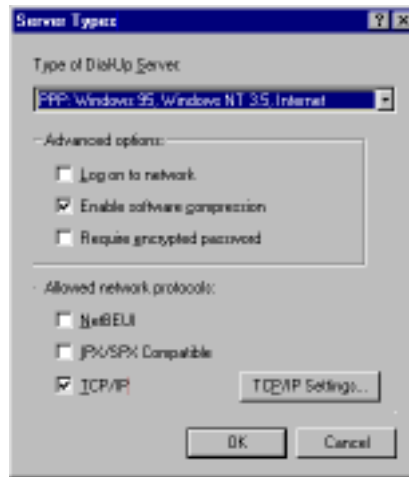 Server Types
Type of Dial-Up Server:
PPP: Windows 95, Windows NT 3.5, Internet
Advanced options:
Log on to network
Enable software compression
Require encrypted password
Allowed network protocols:
NetBEUI
IPX/SPX Compatible
TCP/IP
TCP/IP Settings...
OK
Cancel